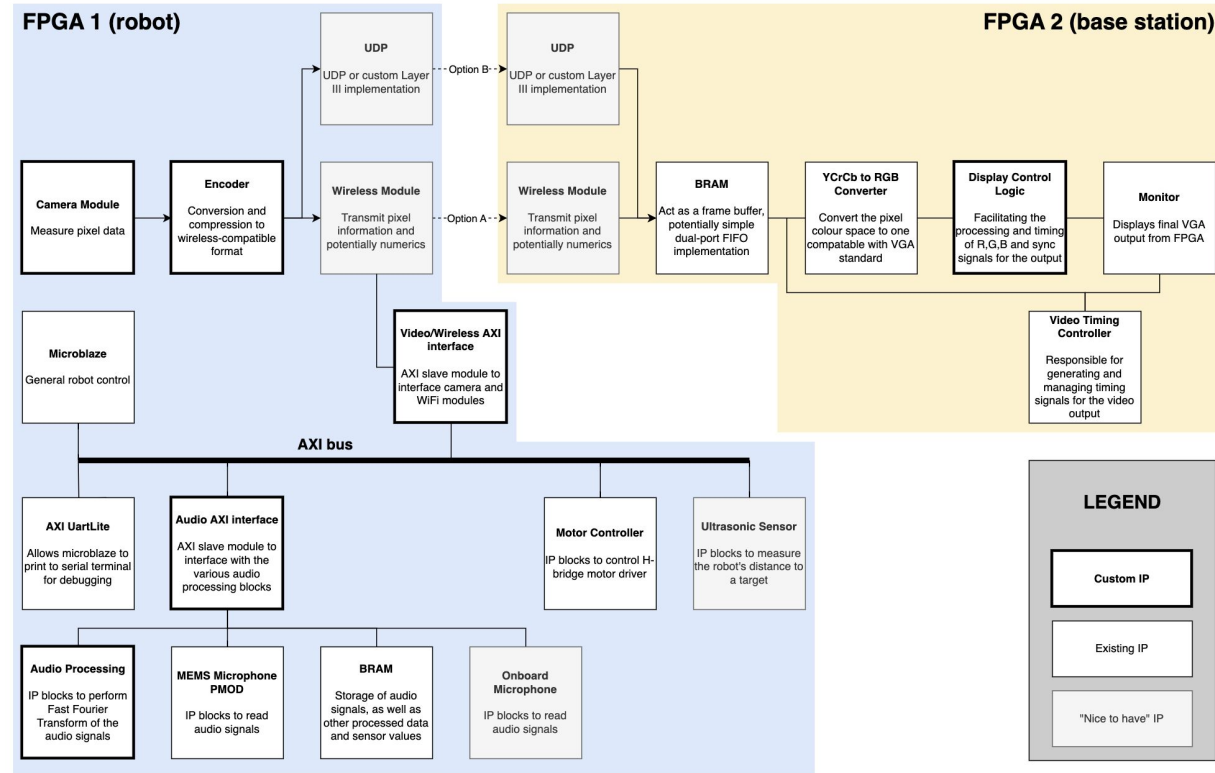 FPGA 1 (robot)
FPGA 2 (base station)
UDP
UDP or custom Layer
III implementation
Option B
UDP
UDP or custom Layer
III implementation
Camera Module
Measure pixel data
Encoder
Conversion and
compression to
wireless-compatible
format
Wireless Module
Transmit pixel
information and
potentially numerics
Option A
Wireless Module
Transmit pixel
information and
potentially numerics
BRAM
Act as a frame buffer,
potentially simple
dual-port FIFO
implementation
YCrCb to RGB
Converter
Convert the pixel
colour space to one
compatable with VGA
standard
Display Control
Logic
Facilitating the
processing and timing
of R,G,B and sync
signals for the output
Monitor
Displays final VGA
output from FPGA
Microblaze
General robot control
Video/Wireless AXI
interface
AXI slave module to
interface camera and
WiFi modules
Video Timing
Controller
Responsible for
generating and
managing timing
signals for the video
output
AXI bus
AXI UartLite
Allows microblaze to
print to serial terminal
for debugging
Audio AXI interface
AXI slave module to
interface with the
various audio
processing blocks
Motor Controller
IP blocks to control H-
bridge motor driver
Ultrasonic Sensor
IP blocks to measure
the robot's distance to
a target
Audio Processing
IP blocks to perform
Fast Fourier
Transform of the
audio signals
MEMS Microphone
PMOD
IP blocks to read
audio signals
BRAM
Storage of audio
signals, as well as
other processed data
and sensor values
Onboard
Microphone
IP blocks to read
audio signals
LEGEND
Custom IP
Existing IP
"Nice to have" IP